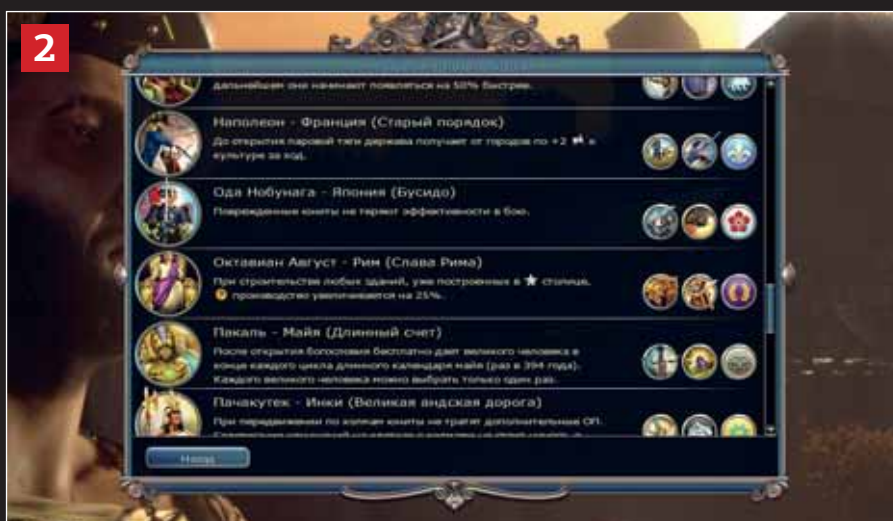 2
дальнейшем они начинают появляться на 50% быстрее.
Наполеон - Франция (Старый порядок)
До открытия паровой тяги держава получает от городов по +2 к
культуре за ход.
Ода Нобунага - Япония (Бусидо)
Поврежденные юниты не теряют эффективности в бою.
Октавиан Август - Рим (Слава Рима)
При строительстве любых зданий, уже построенных в столице,
производство увеличивается на 25%.
Пакаль - Майя (Длинный счет)
После открытия богословия бесплатно дает великого человека в
конце каждого цикла длинного календаря майя (раз в 394 года).
Каждого великого человека можно выбрать только один раз.
Пачакутек - Инки (Великая андская дорога)
При передвижении по холмам юниты не тратят дополнительные ОП.
Назад